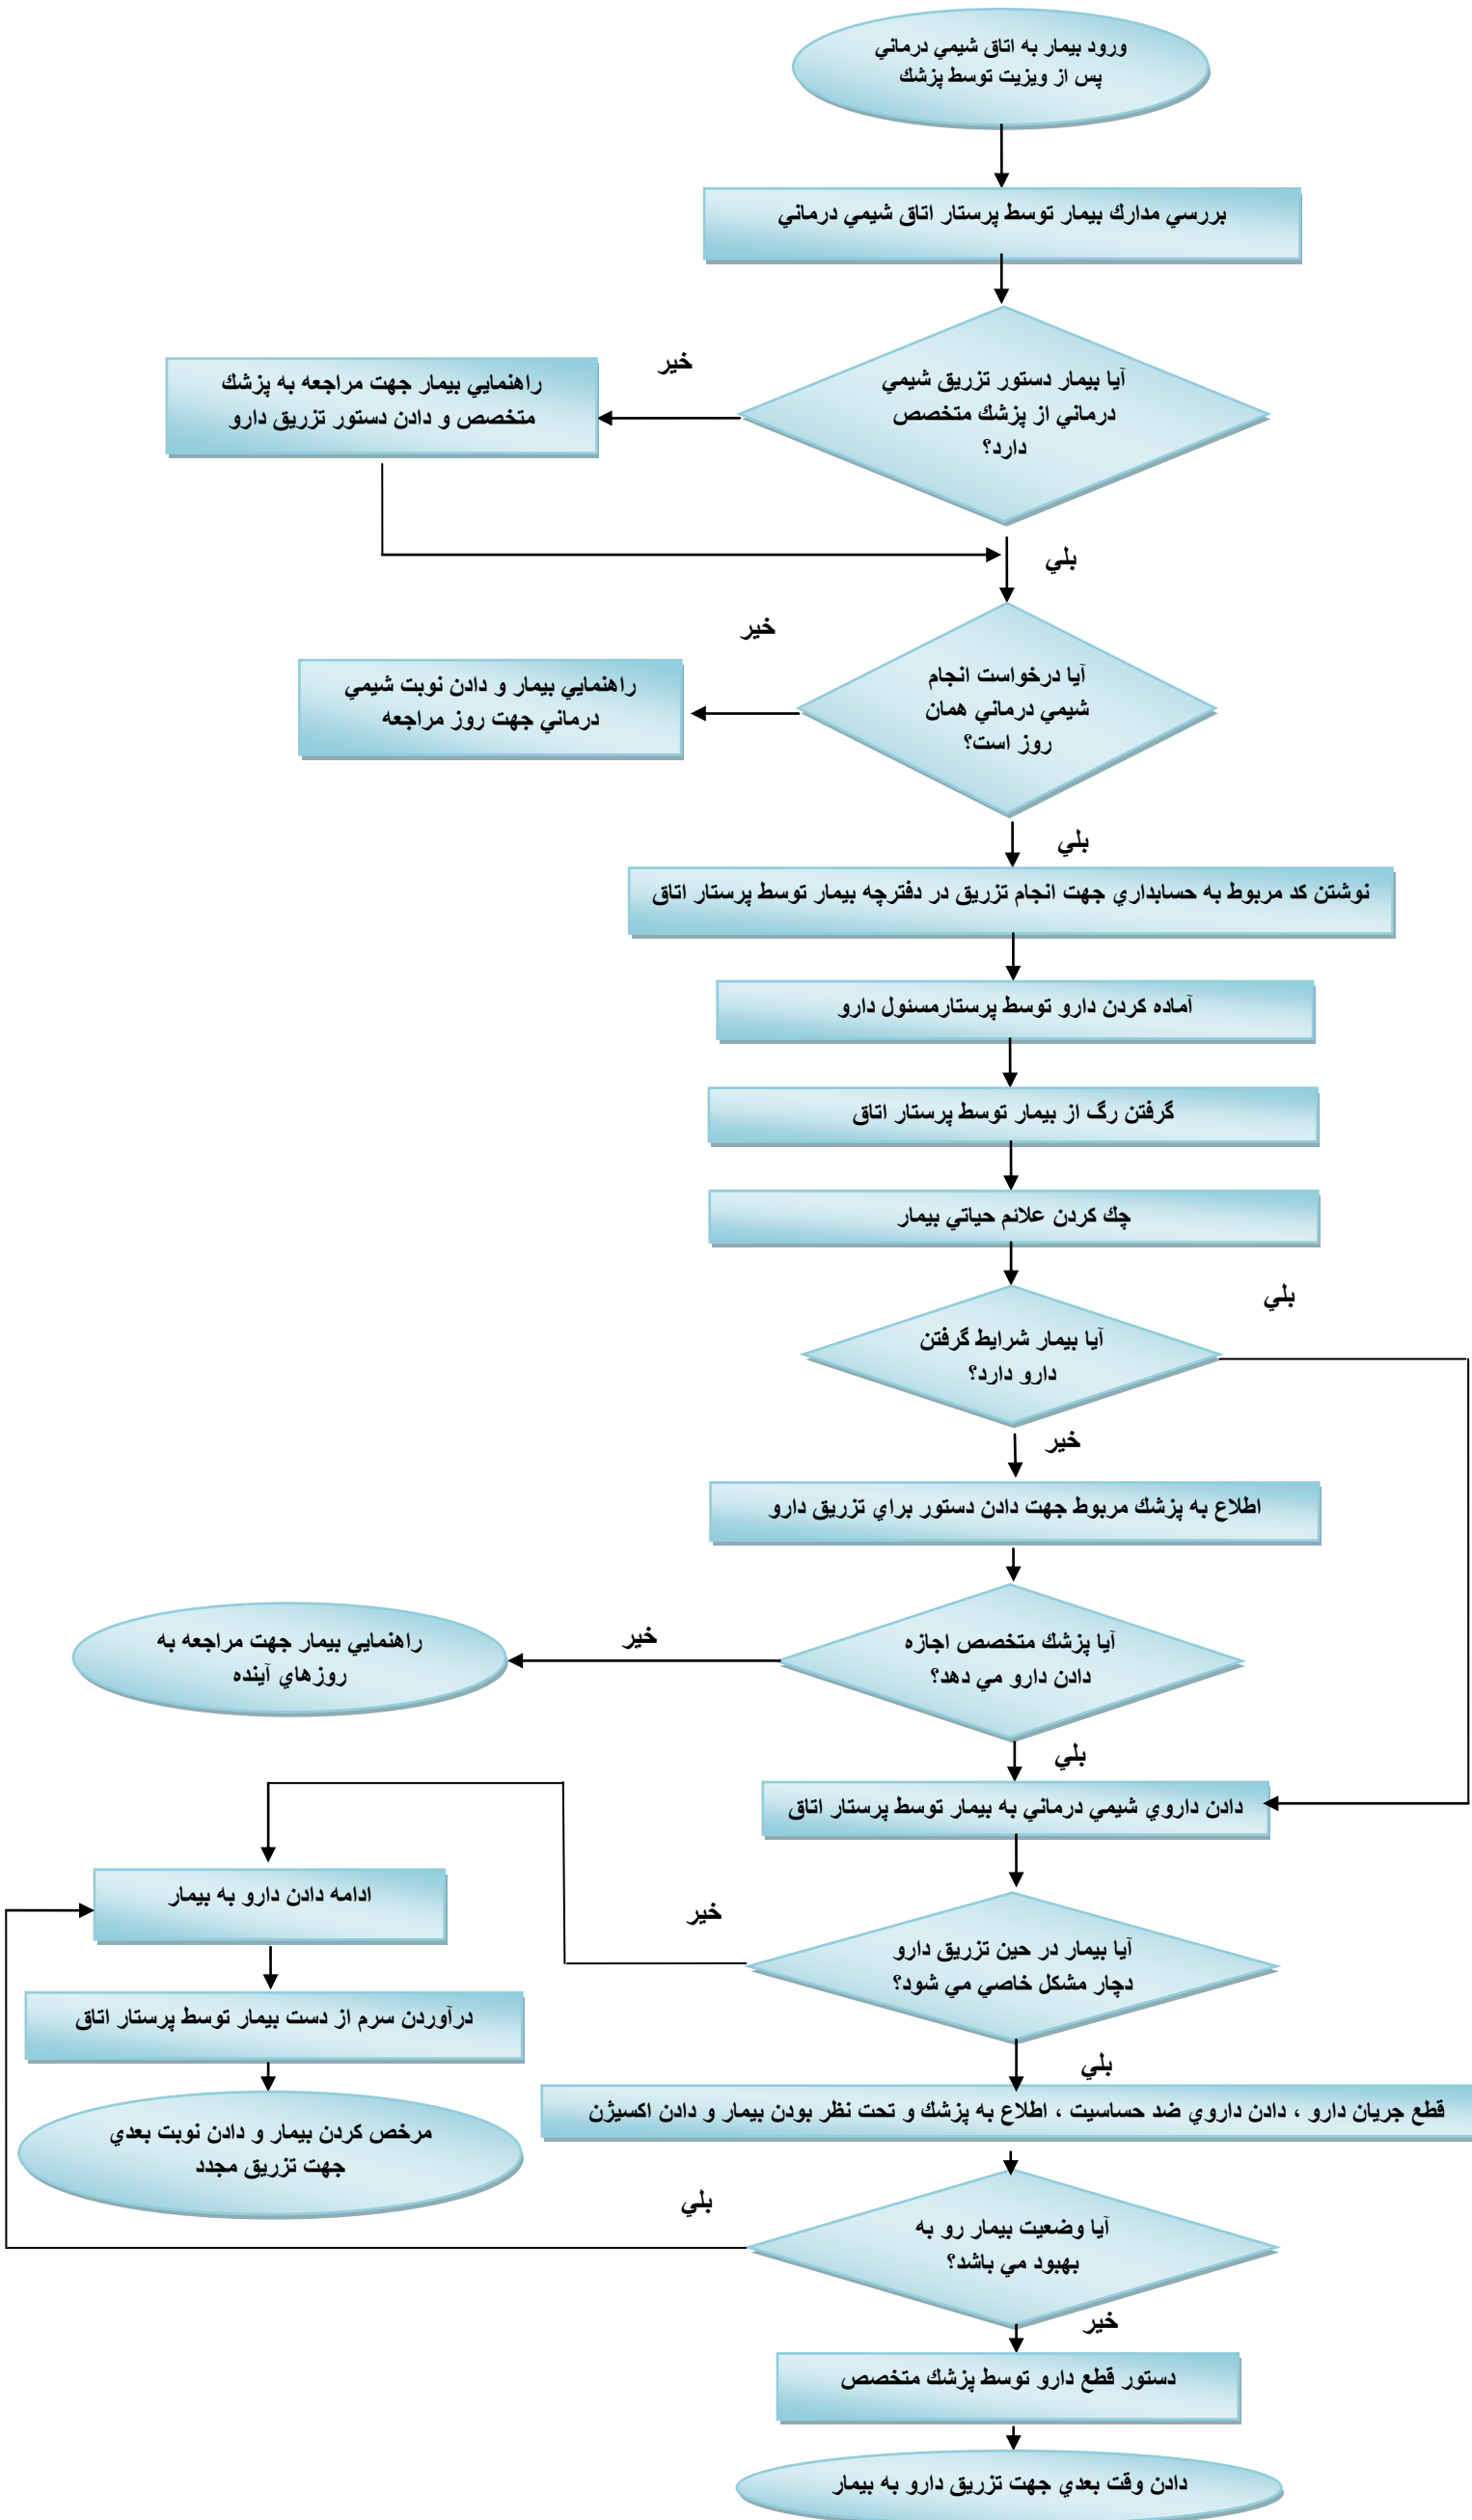 ورود بيمار به اتاق شيمي درماني
پس از ويزيت توسط پزشك
بررسي مدارك بيمار توسط پرستار اتاق شيمي درماني
آيا بيمار دستور تزريق شيمي
درماني از پزشك متخصص
دارد؟
خير
راهنمايي بيمار جهت مراجعه به پزشك
متخصص و دادن دستور تزريق دارو
بلي
آيا درخواست انجام
شيمي درماني همان
روز است؟
خير
راهنمايي بيمار و دادن نوبت شيمي
درماني جهت روز مراجعه
بلي
نوشتن كد مربوط به حسابداري جهت انجام تزريق در دفترچه بيمار توسط پرستار اتاق
آماده كردن دارو توسط پرستارمسئول دارو
گرفتن رگ از بيمار توسط پرستار اتاق
چك كردن علائم حياتي بيمار
آيا بيمار شرايط گرفتن
دارو دارد؟
بلي
خير
اطلاع به پزشك مربوط جهت دادن دستور براي تزريق دارو
آيا پزشك متخصص اجازه
دادن دارو مي دهد؟
خير
راهنمايي بيمار جهت مراجعه به
روزهاي آينده
بلي
دادن داروي شيمي درماني به بيمار توسط پرستار اتاق
آيا بيمار در حين تزريق دارو
دچار مشكل خاصي مي شود؟
خير
ادامه دادن دارو به بيمار
درآوردن سرم از دست بيمار توسط پرستار اتاق
مرخص كردن بيمار و دادن نوبت بعدي
جهت تزريق مجدد
بلي
قطع جريان دارو ، دادن داروي ضد حساسيت ، اطلاع به پزشك و تحت نظر بودن بيمار و دادن اكسيژن
آيا وضعيت بيمار رو به
بهبود مي باشد؟
بلي
خير
دستور قطع دارو توسط پزشك متخصص
دادن وقت بعدي جهت تزريق دارو به بيمار